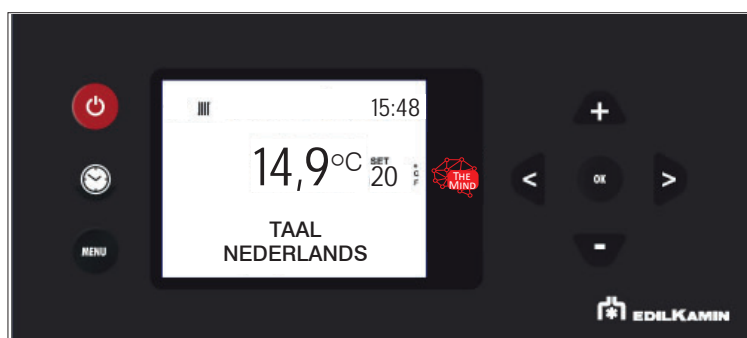 15:48
14,9°C SET 20 °C F
TAAL
NEDERLANDS
MENU
THE MIND
+
< OK >
-
EDILKAMIN